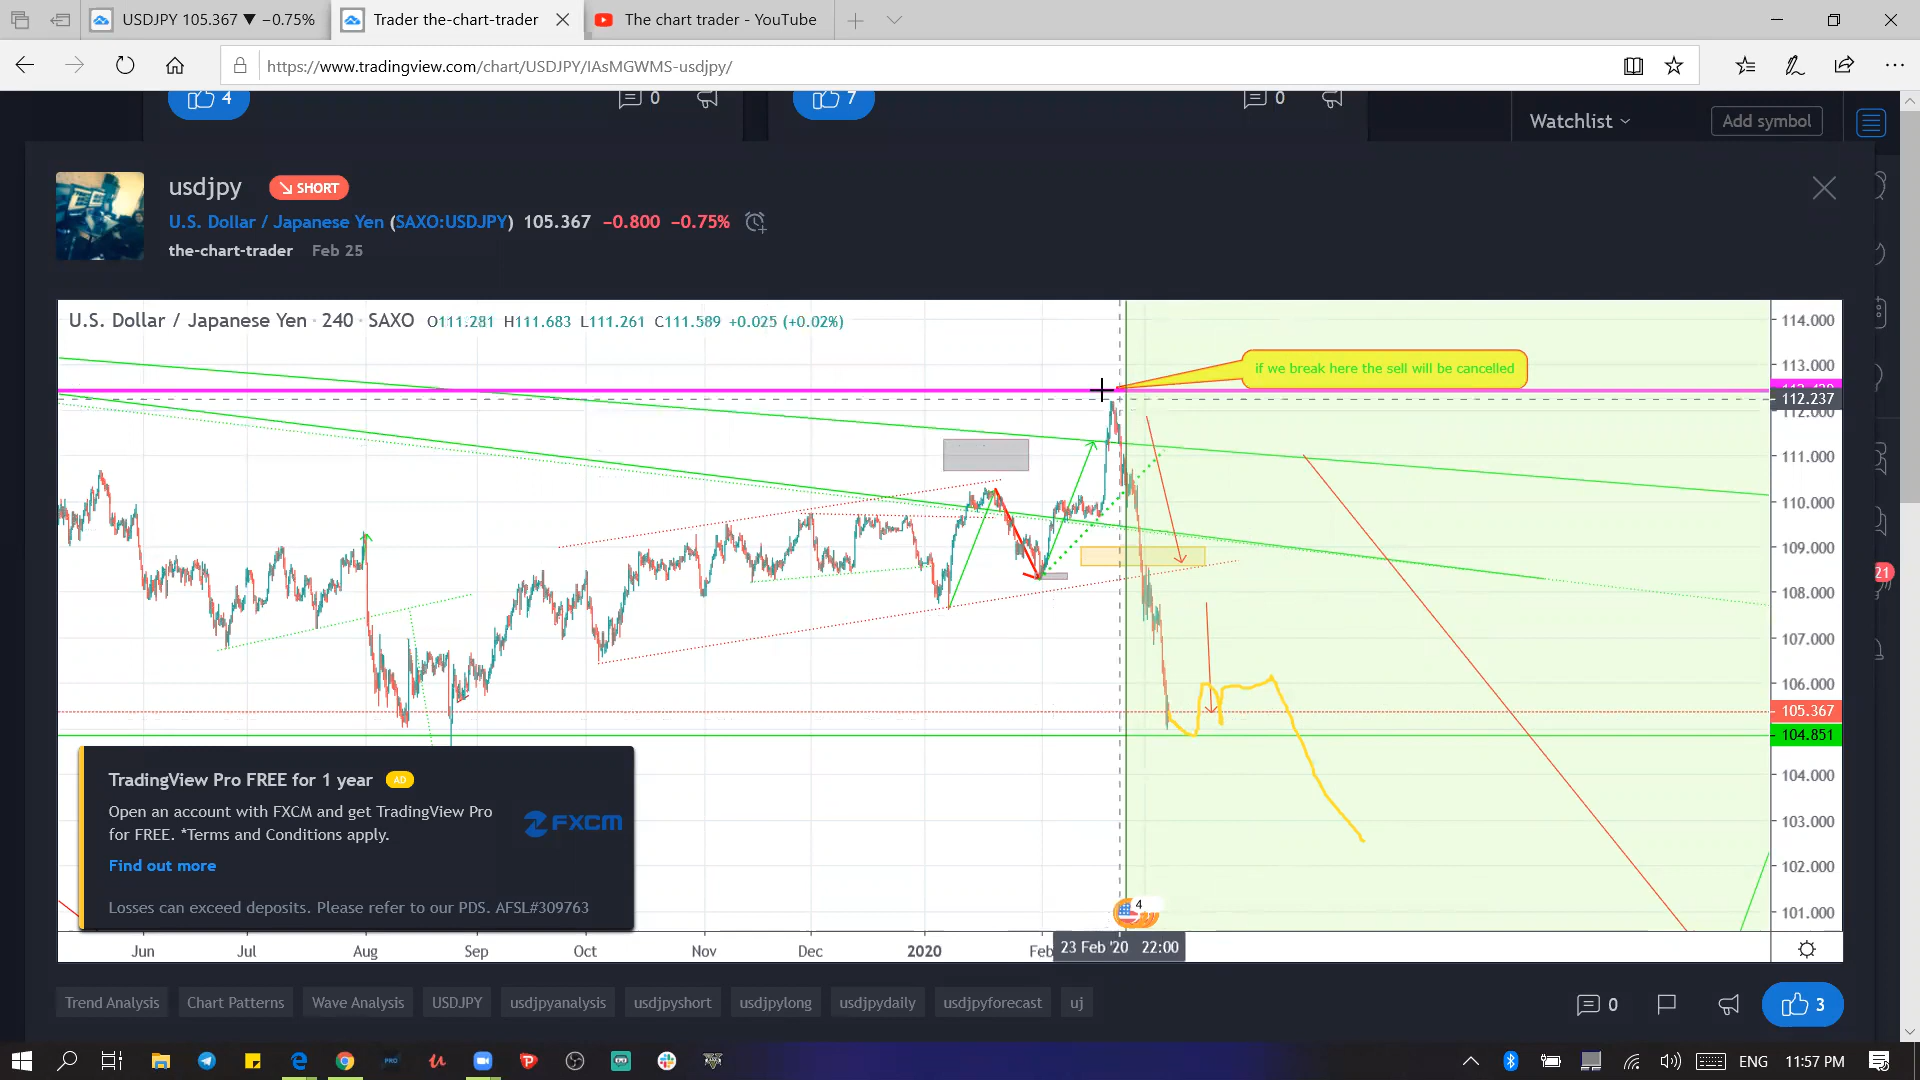 USDJPY 105.367 ▼ −0.75%
Trader the-chart-trader
The chart trader - YouTube
https://www.tradingview.com/chart/USDJPY/IAsMGWMS-usdjpy/
4
0
7
0
Watchlist
Add symbol
usdjpy
SHORT
U.S. Dollar / Japanese Yen (SAXO:USDJPY) 105.367 −0.800 −0.75%
the-chart-trader Feb 25
U.S. Dollar / Japanese Yen · 240 · SAXO O111.281 H111.683 L111.261 C111.589 +0.025 (+0.02%)
if we break here the sell will be cancelled
114.000
113.000
112.237
112.000
111.000
110.000
109.000
108.000
107.000
106.000
105.367
104.851
104.000
103.000
102.000
101.000
21
TradingView Pro FREE for 1 year AD
Open an account with FXCM and get TradingView Pro
for FREE. *Terms and Conditions apply.
FXCM
Find out more
Losses can exceed deposits. Please refer to our PDS. AFSL#309763
4
Jun Jul Aug Sep Oct Nov Dec 2020 Feb 23 Feb '20 22:00
Trend Analysis Chart Patterns Wave Analysis USDJPY usdjpyanalysis usdjpyshort usdjpylong usdjpydaily usdjpyforecast uj
0
3
PRO
ENG 11:57 PM